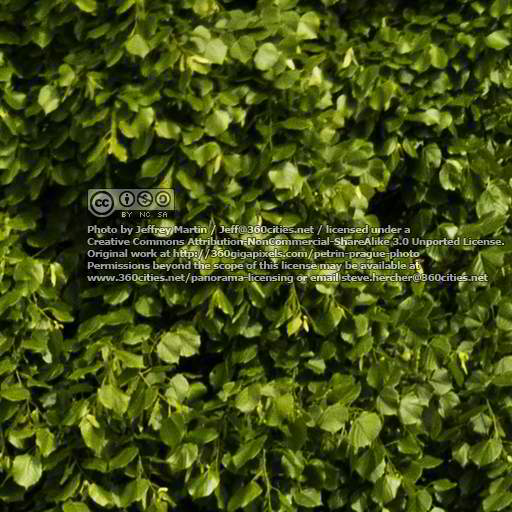 cc
BY NC SA
Photo by Jeffrey Martin / Jeff@360cities.net / licensed under a
Creative Commons Attribution-NonCommercial-ShareAlike 3.0 Unported License.
Original work at http://360gigapixels.com/petrin-prague-photo
Permissions beyond the scope of this license may be available at
www.360cities.net/panorama-licensing or email steve.hercher@360cities.net